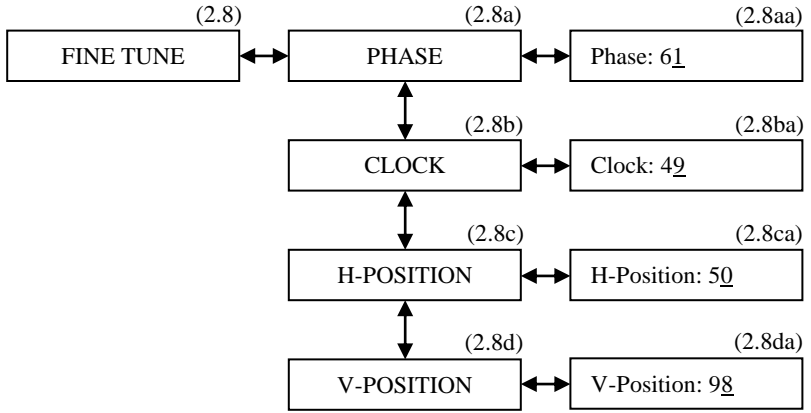 (2.8) (2.8a) (2.8aa)
FINE TUNE PHASE Phase: 61
(2.8b) (2.8ba)
CLOCK Clock: 49
(2.8c) (2.8ca)
H-POSITION H-Position: 50
(2.8d) (2.8da)
V-POSITION V-Position: 98